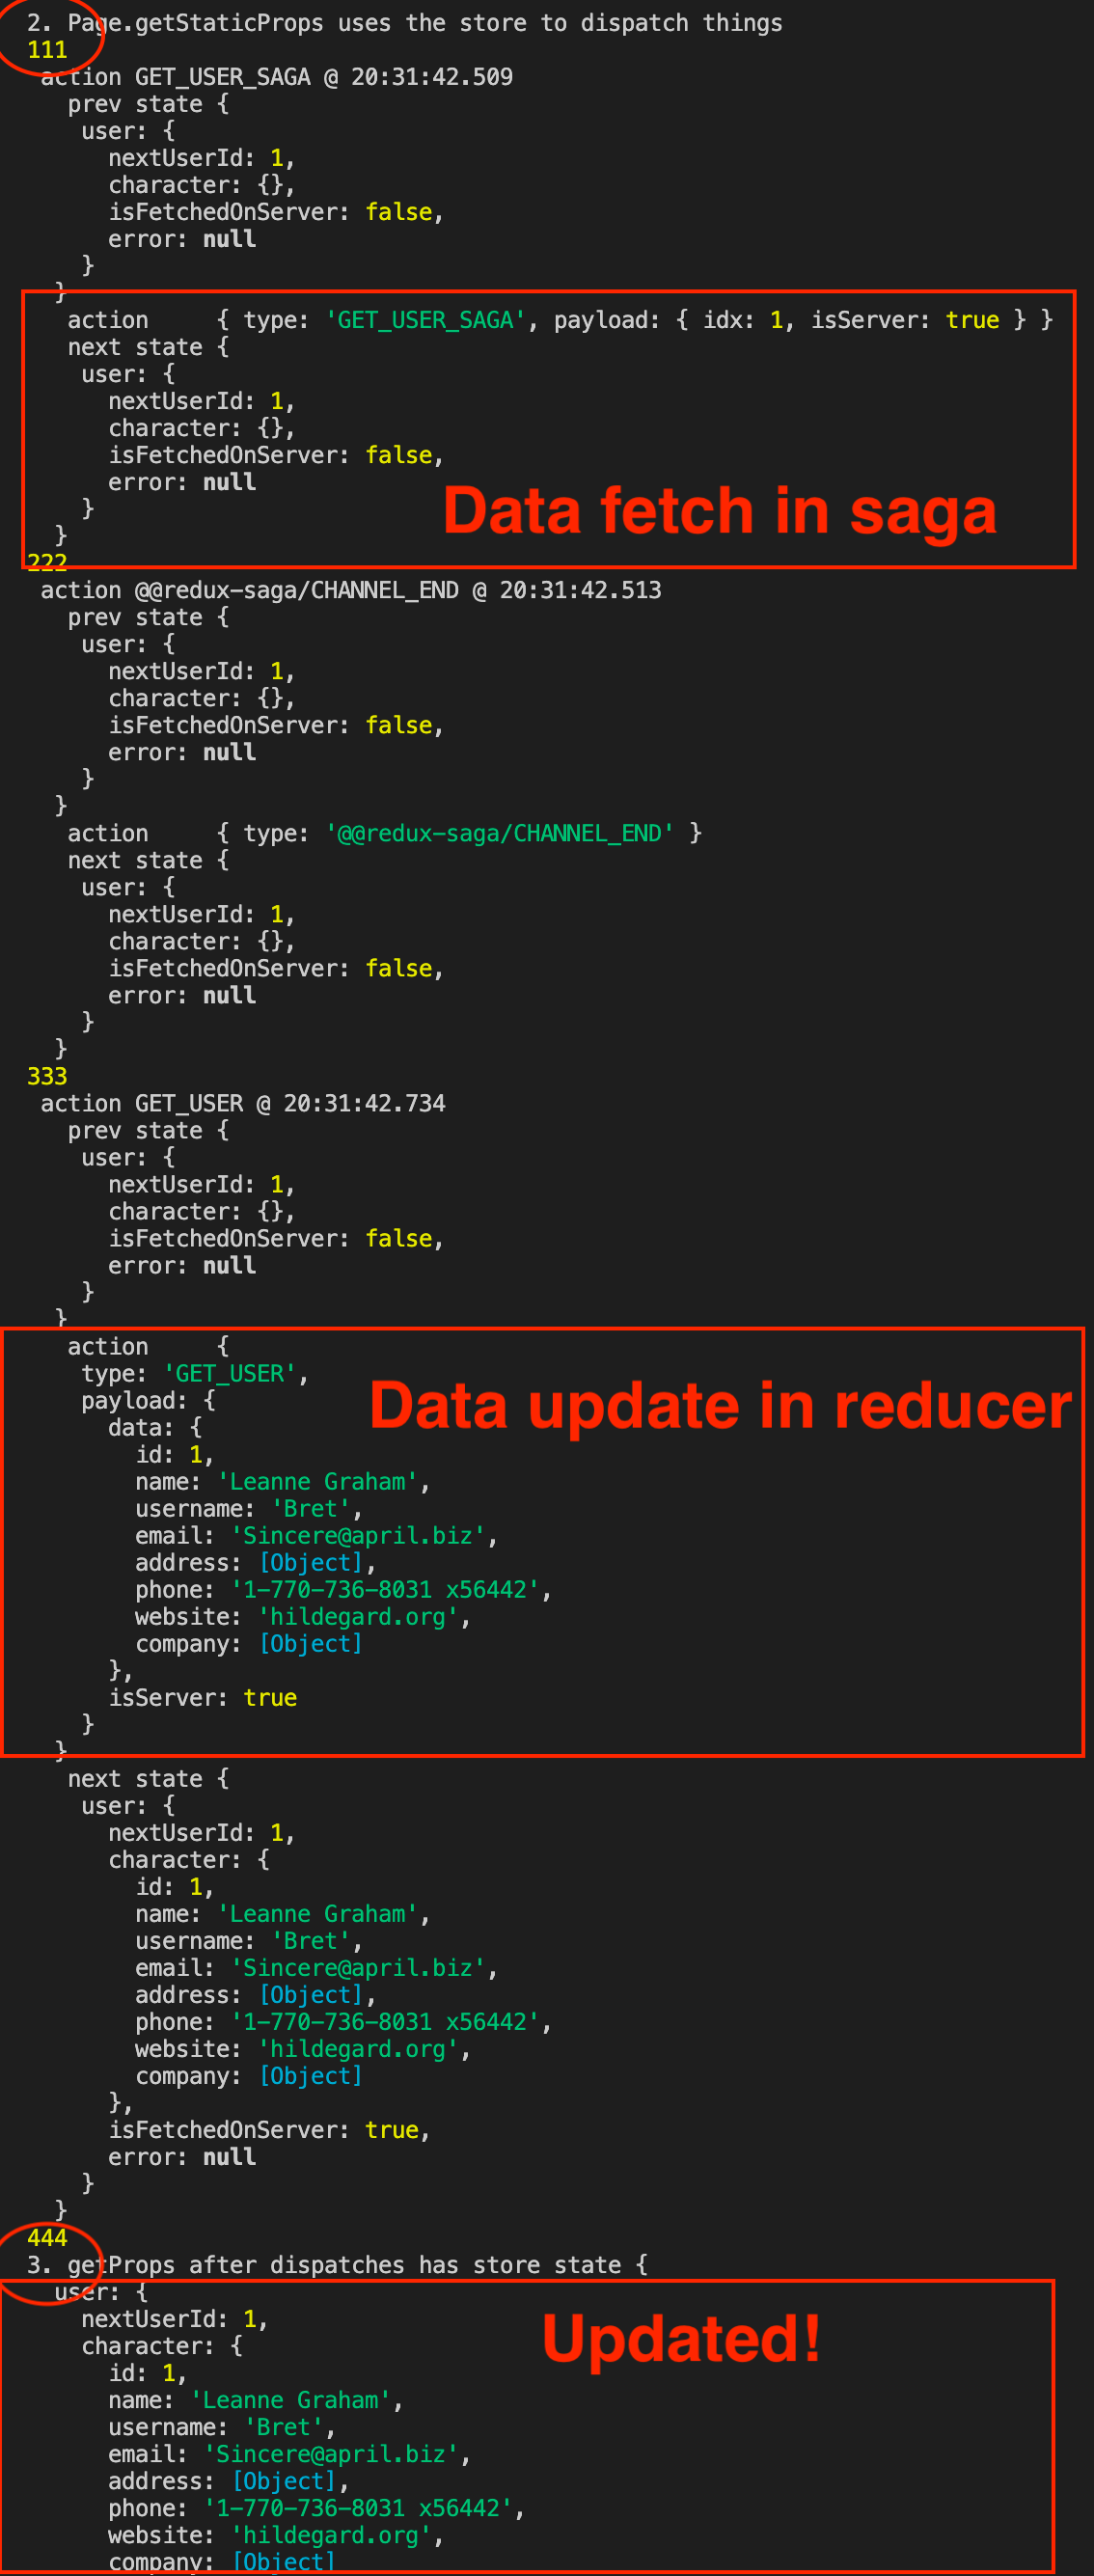 2. Page.getStaticProps uses the store to dispatch things
111
action GET_USER_SAGA @ 20:31:42.509
prev state {
user: {
nextUserId: 1,
character: {},
isFetchedOnServer: false,
error: null
}
}
action { type: 'GET_USER_SAGA', payload: { idx: 1, isServer: true } }
next state {
user: {
nextUserId: 1,
character: {},
isFetchedOnServer: false,
error: null
Data fetch in saga
}
}
222
action @@redux-saga/CHANNEL_END @ 20:31:42.513
prev state {
user: {
nextUserId: 1,
character: {},
isFetchedOnServer: false,
error: null
}
}
action { type: '@@redux-saga/CHANNEL_END' }
next state {
user: {
nextUserId: 1,
character: {},
isFetchedOnServer: false,
error: null
}
}
333
action GET_USER @ 20:31:42.734
prev state {
user: {
nextUserId: 1,
character: {},
isFetchedOnServer: false,
error: null
}
}
action {
type: 'GET_USER',
payload: {
Data update in reducer
data: {
id: 1,
name: 'Leanne Graham',
username: 'Bret',
email: 'Sincere@april.biz',
address: [Object],
phone: '1-770-736-8031 x56442',
website: 'hildegard.org',
company: [Object]
},
isServer: true
}
}
next state {
user: {
nextUserId: 1,
character: {
id: 1,
name: 'Leanne Graham',
username: 'Bret',
email: 'Sincere@april.biz',
address: [Object],
phone: '1-770-736-8031 x56442',
website: 'hildegard.org',
company: [Object]
},
isFetchedOnServer: true,
error: null
}
}
444
3. getProps after dispatches has store state {
user: {
nextUserId: 1,
Updated!
character: {
id: 1,
name: 'Leanne Graham',
username: 'Bret',
email: 'Sincere@april.biz',
address: [Object],
phone: '1-770-736-8031 x56442',
website: 'hildegard.org',
company: [Object]